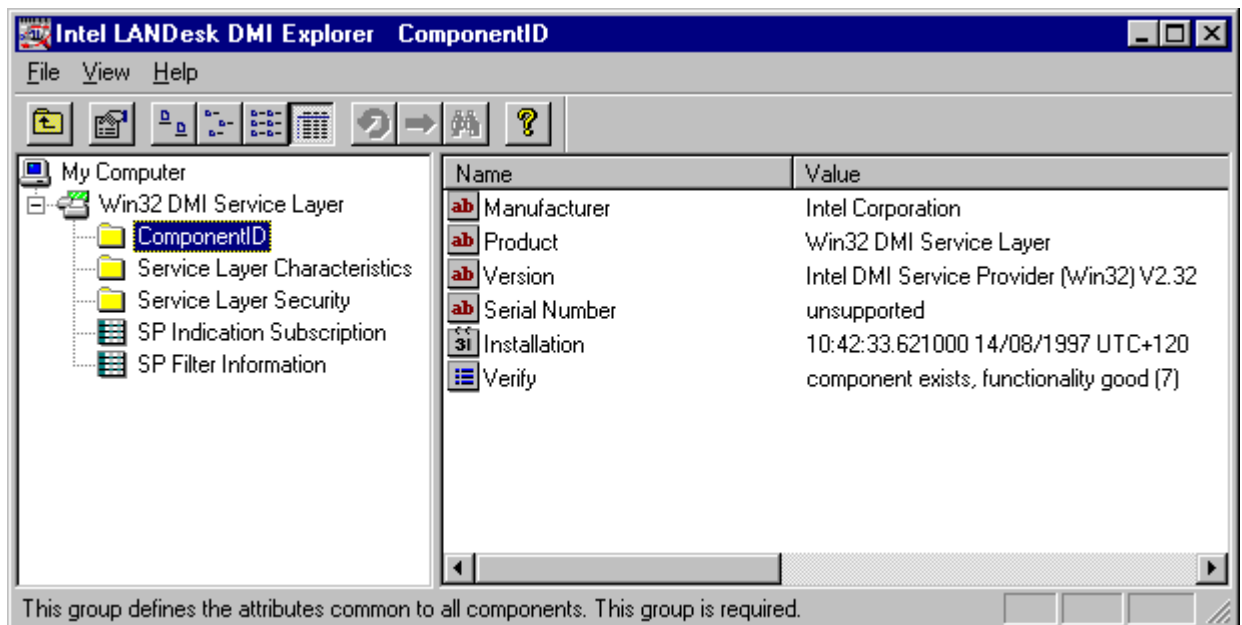 Intel LANDesk DMI Explorer ComponentID
File View Help
My Computer
Win32 DMI Service Layer
ComponentID
Service Layer Characteristics
Service Layer Security
SP Indication Subscription
SP Filter Information
Name Value
Manufacturer Intel Corporation
Product Win32 DMI Service Layer
Version Intel DMI Service Provider (Win32) V2.32
Serial Number unsupported
Installation 10:42:33.621000 14/08/1997 UTC+120
Verify component exists, functionality good (7)
This group defines the attributes common to all components. This group is required.